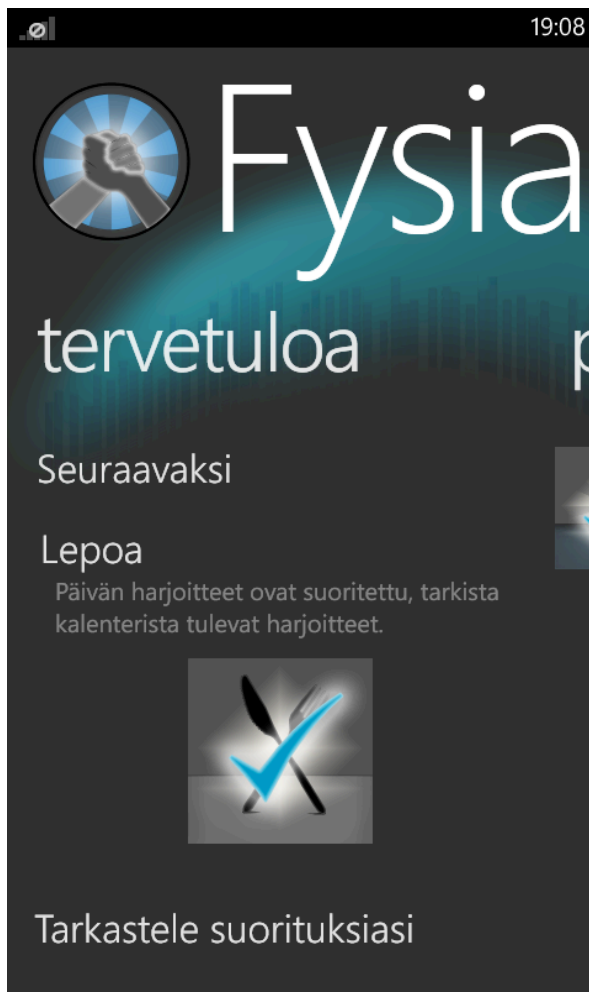 19:08
Fysia
tervetuloa
p
Seuraavaksi
Lepoa
Päivän harjoitteet ovat suoritettu, tarkista
kalenterista tulevat harjoitteet.
Tarkastele suorituksiasi